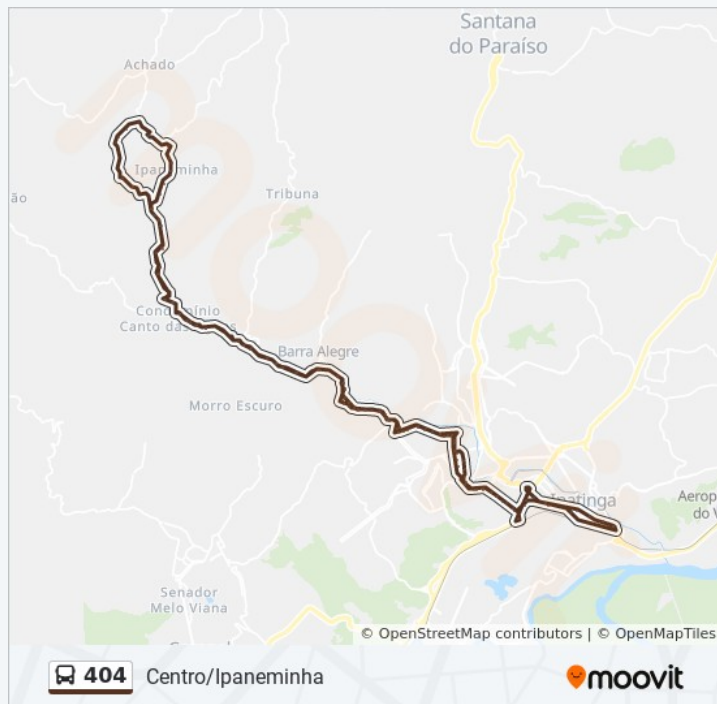 Santana
do Paraíso
Achado
Ipaneminha
ão
Tribuna
Condomínio
Canto das
Barra Alegre
Morro Escuro
Ipatinga
Aerop
do V
Senador
Melo Viana
© OpenStreetMap contributors | © OpenMapTiles
404 Centro/Ipaneminha
moovit